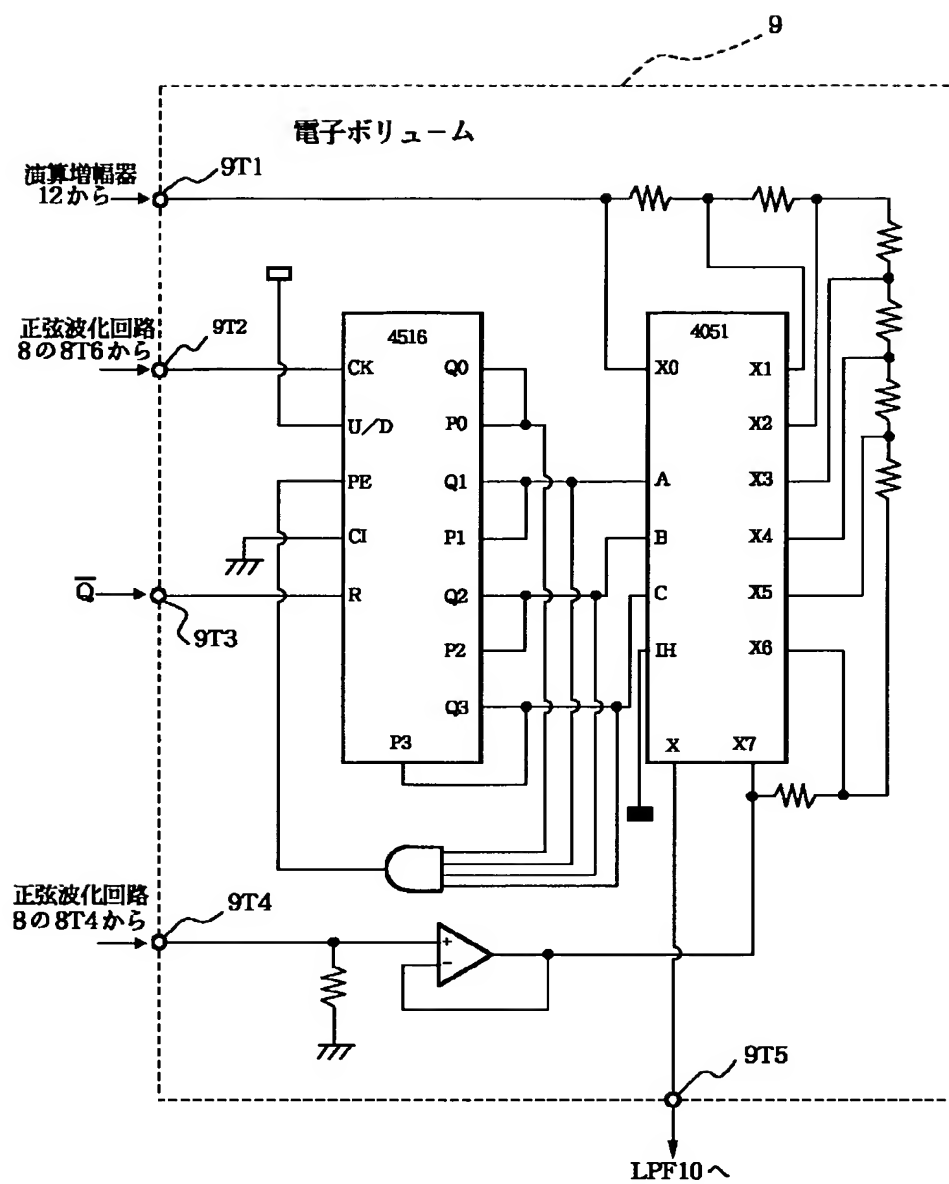 9
電子ボリューム
演算増幅器
12から
9T1
正弦波化回路
8の8T6から
9T2
4516
4051
CK
Q0
X0
X1
U/D
P0
X2
PE
Q1
A
X3
CI
P1
B
X4
Q
9T3
R
Q2
C
X5
P2
IH
X6
Q3
P3
X
X7
正弦波化回路
8の8T4から
9T4
+
-
9T5
LPF10へ